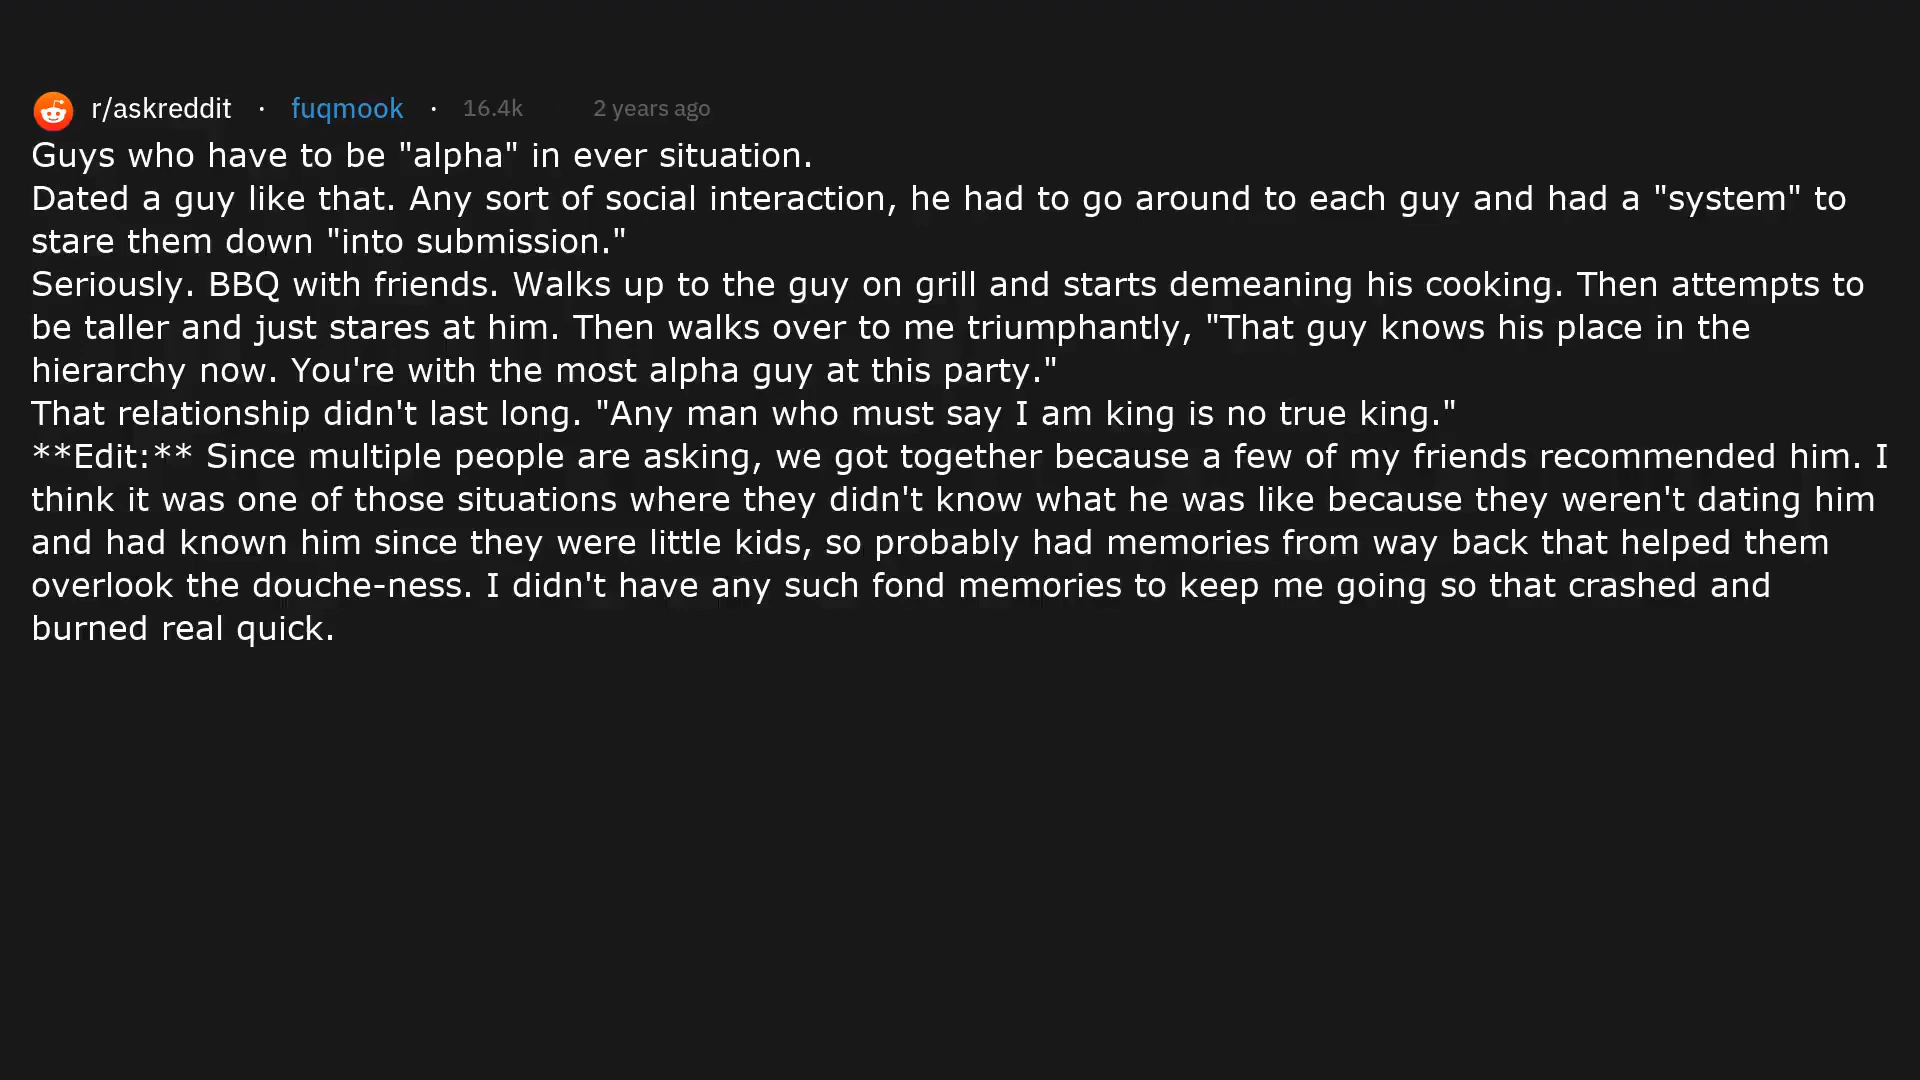 r/askreddit · fuqmook · 16.4k 2 years ago
Guys who have to be "alpha" in ever situation.
Dated a guy like that. Any sort of social interaction, he had to go around to each guy and had a "system" to
stare them down "into submission."
Seriously. BBQ with friends. Walks up to the guy on grill and starts demeaning his cooking. Then attempts to
be taller and just stares at him. Then walks over to me triumphantly, "That guy knows his place in the
hierarchy now. You're with the most alpha guy at this party."
That relationship didn't last long. "Any man who must say I am king is no true king."
**Edit:** Since multiple people are asking, we got together because a few of my friends recommended him. I
think it was one of those situations where they didn't know what he was like because they weren't dating him
and had known him since they were little kids, so probably had memories from way back that helped them
overlook the douche-ness. I didn't have any such fond memories to keep me going so that crashed and
burned real quick.